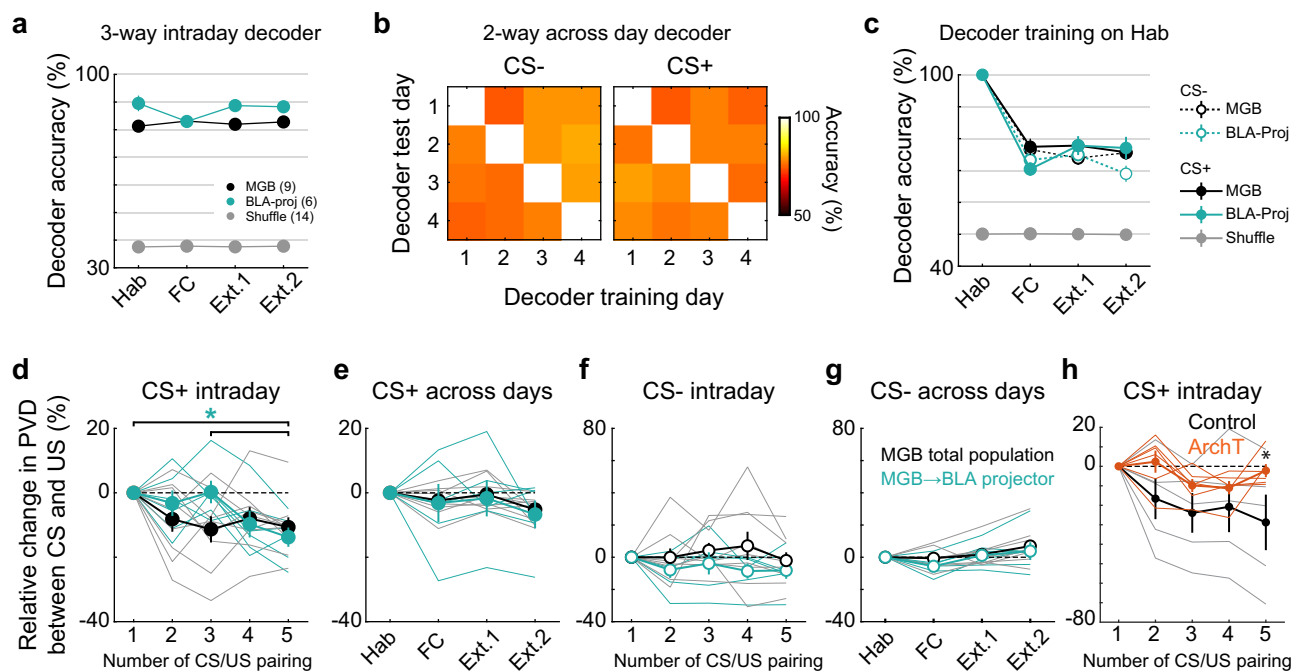 a
3-way intraday decoder
Decoder accuracy (%)
100
30
MGB (9)
BLA-proj (6)
Shuffle (14)
Hab
FC
Ext.1
Ext.2
b
2-way across day decoder
CS-
CS+
Decoder test day
1
2
3
4
1 2 3 4
1 2 3 4
Decoder training day
100
50
Accuracy (%)
c
Decoder training on Hab
Decoder accuracy (%)
100
40
Hab
FC
Ext.1
Ext.2
CS-
MGB
BLA-Proj
CS+
MGB
BLA-Proj
Shuffle
d
CS+ intraday
Relative change in PVD
between CS and US (%)
20
0
-40
*
1 2 3 4 5
Number of CS/US pairing
e
CS+ across days
20
0
-40
Hab
FC
Ext.1
Ext.2
f
CS- intraday
80
0
-40
1 2 3 4 5
Number of CS/US pairing
g
CS- across days
80
0
-40
MGB total population
MGB→BLA projector
Hab
FC
Ext.1
Ext.2
h
CS+ intraday
20
0
-80
Control
ArchT
*
1 2 3 4 5
Number of CS/US pairing